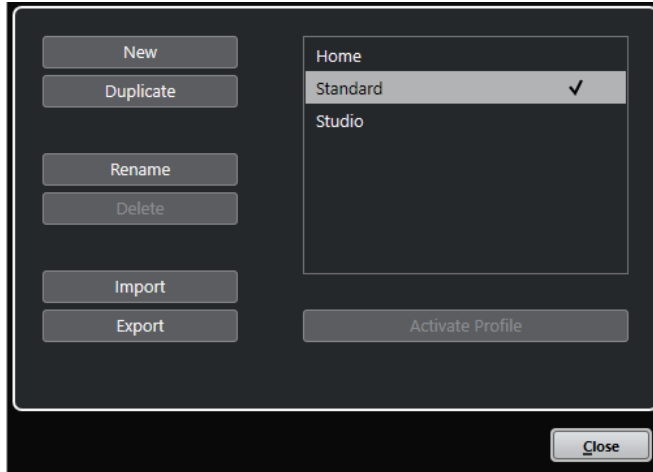 New
Duplicate
Rename
Delete
Import
Export
Home
Standard
Studio
Activate Profile
Close